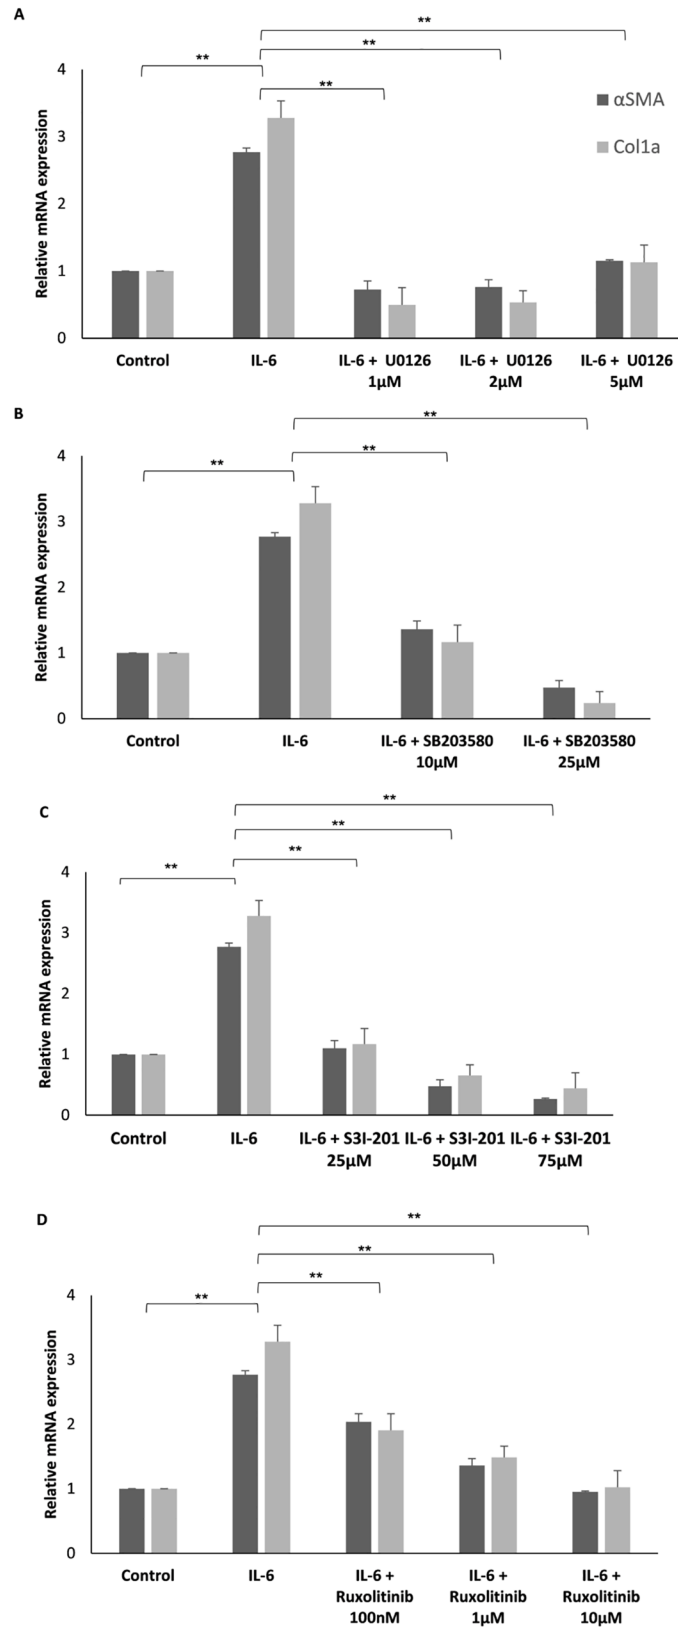 A
**
**
**
**
4
3
2
1
0
Relative mRNA expression
αSMA
Col1a
Control
IL-6
IL-6 + U0126
1μM
IL-6 + U0126
2μM
IL-6 + U0126
5μM
B
**
**
**
4
3
2
1
0
Relative mRNA expression
Control
IL-6
IL-6 + SB203580
10μM
IL-6 + SB203580
25μM
C
**
**
**
**
4
3
2
1
0
Relative mRNA expression
Control
IL-6
IL-6 + S3I-201
25μM
IL-6 + S3I-201
50μM
IL-6 + S3I-201
75μM
D
**
**
**
**
4
3
2
1
0
Relative mRNA expression
Control
IL-6
IL-6 +
Ruxolitinib
100nM
IL-6 +
Ruxolitinib
1μM
IL-6 +
Ruxolitinib
10μM